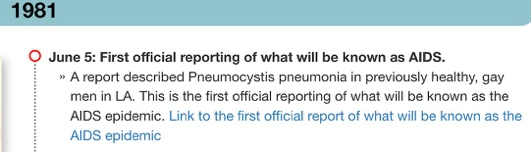 1981
June 5: First official reporting of what will be known as AIDS.
» A report described Pneumocystis pneumonia in previously healthy, gay
men in LA. This is the first official reporting of what will be known as the
AIDS epidemic. Link to the first official report of what will be known as the
AIDS epidemic